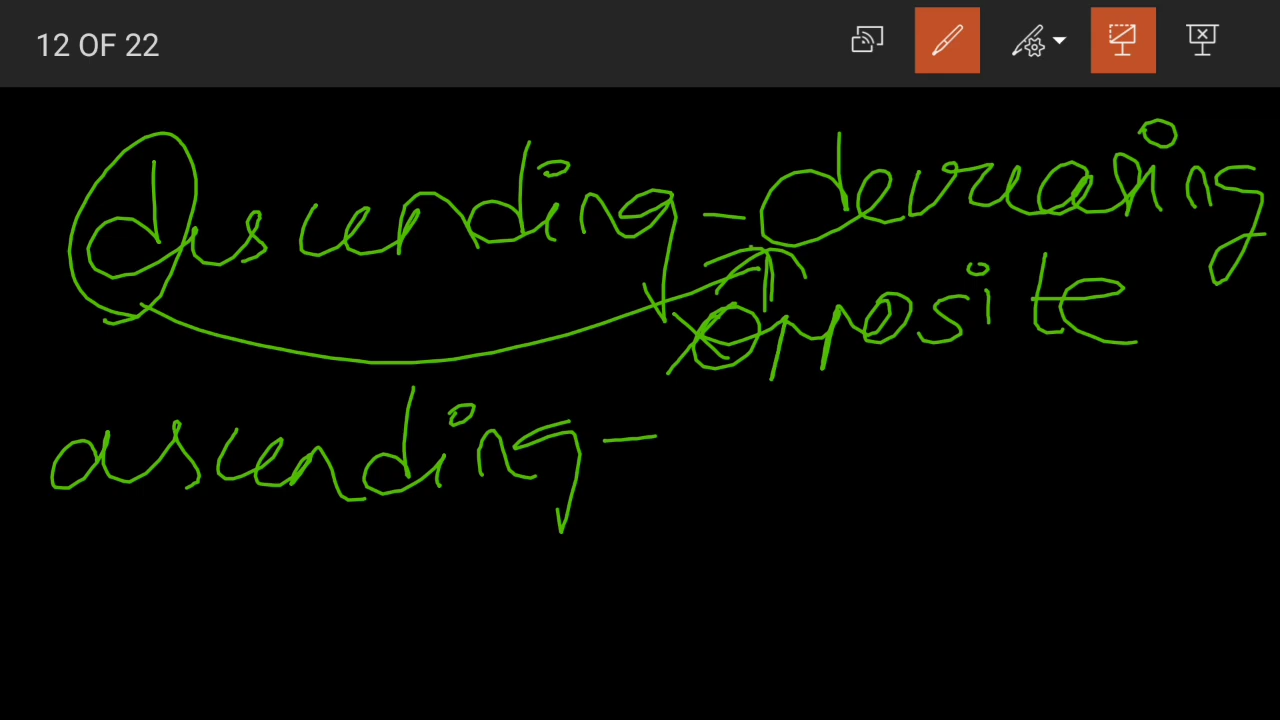 12 OF 22
descending - decreasing
opposite
ascending -